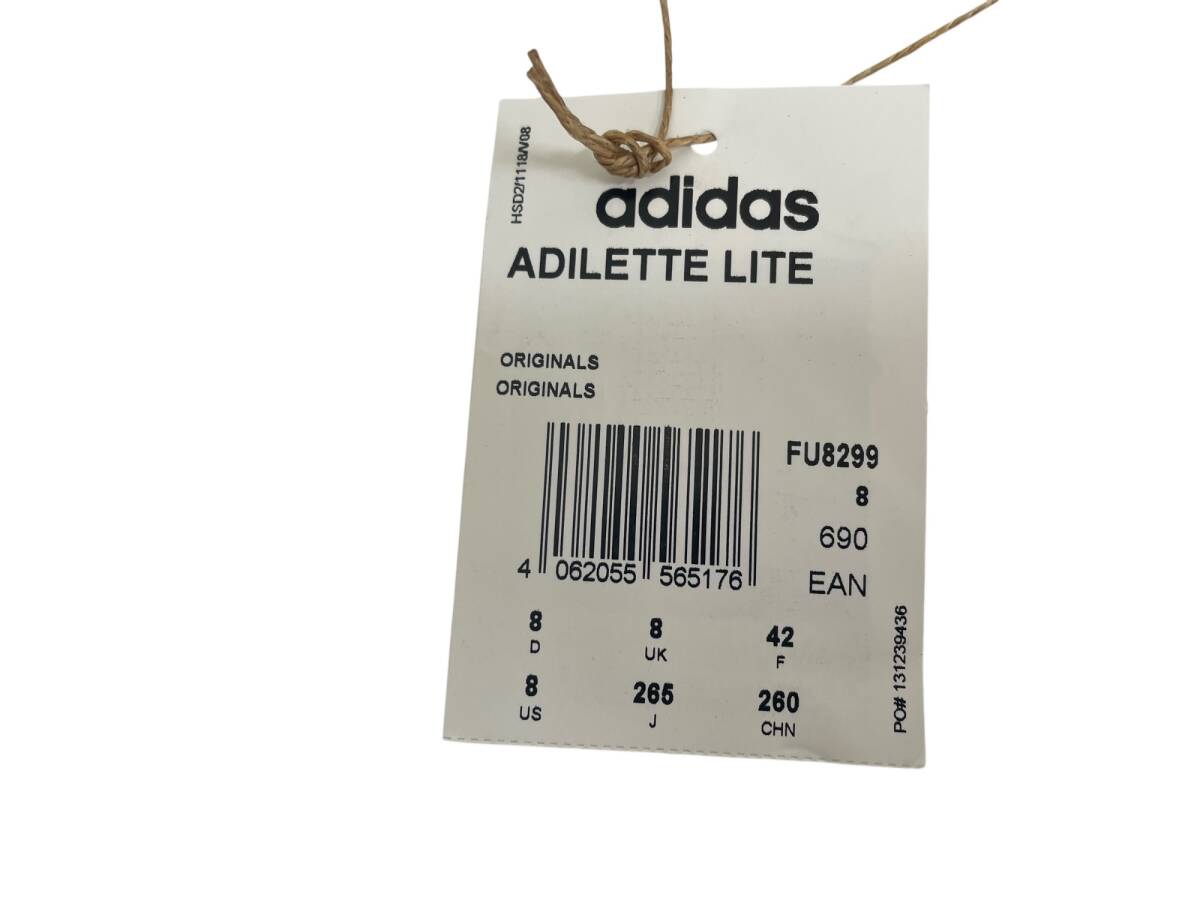 HSD2/1118/V08
adidas
ADILETTE LITE
ORIGINALS
ORIGINALS
FU8299
8
690
EAN
4 062055 565176
8 8 42
D UK F
8 265 260
US J CHN
PO# 131239436